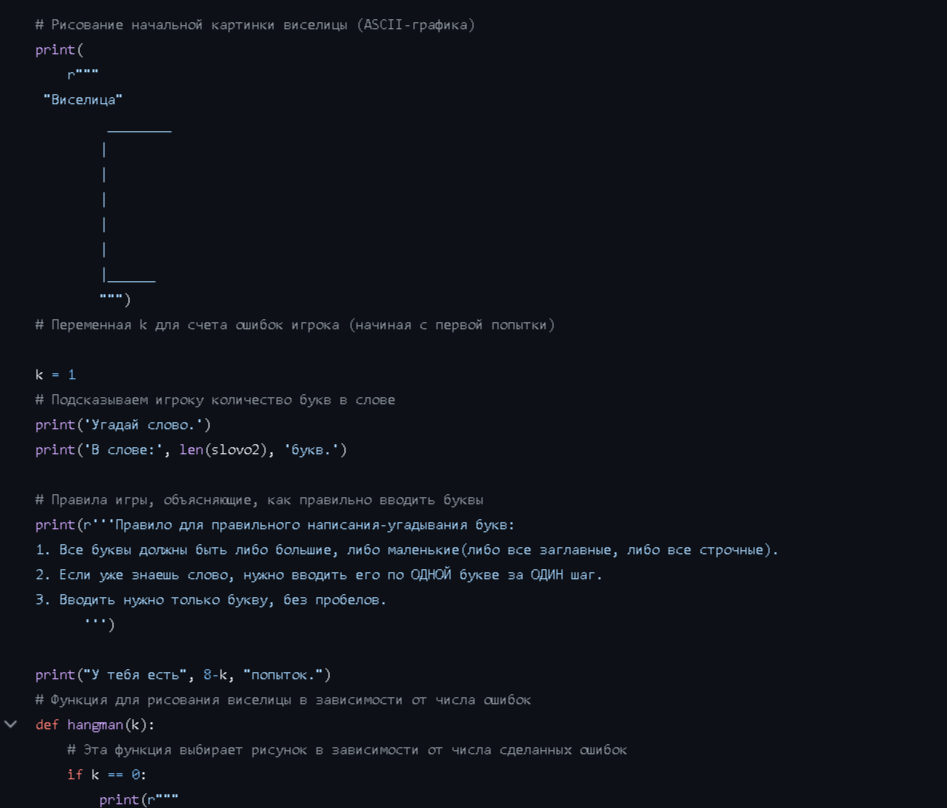 # Рисование начальной картинки виселицы (ASCII-графика)
print(
    r"""
 "Виселица"
         ________
        |
        |
        |
        |
        |
        |______
        """)
# Переменная k для счета ошибок игрока (начиная с первой попытки)

k = 1
# Подсказываем игроку количество букв в слове
print('Угадай слово.')
print('В слове:', len(slovo2), 'букв.')

# Правила игры, объясняющие, как правильно вводить буквы
print(r'''Правило для правильного написания-угадывания букв:
1. Все буквы должны быть либо большие, либо маленькие(либо все заглавные, либо все строчные).
2. Если уже знаешь слово, нужно вводить его по ОДНОЙ букве за ОДИН шаг.
3. Вводить нужно только букву, без пробелов.
      ''')

print("У тебя есть", 8-k, "попыток.")
# Функция для рисования виселицы в зависимости от числа ошибок
def hangman(k):
    # Эта функция выбирает рисунок в зависимости от числа сделанных ошибок
    if k == 0:
        print(r"""